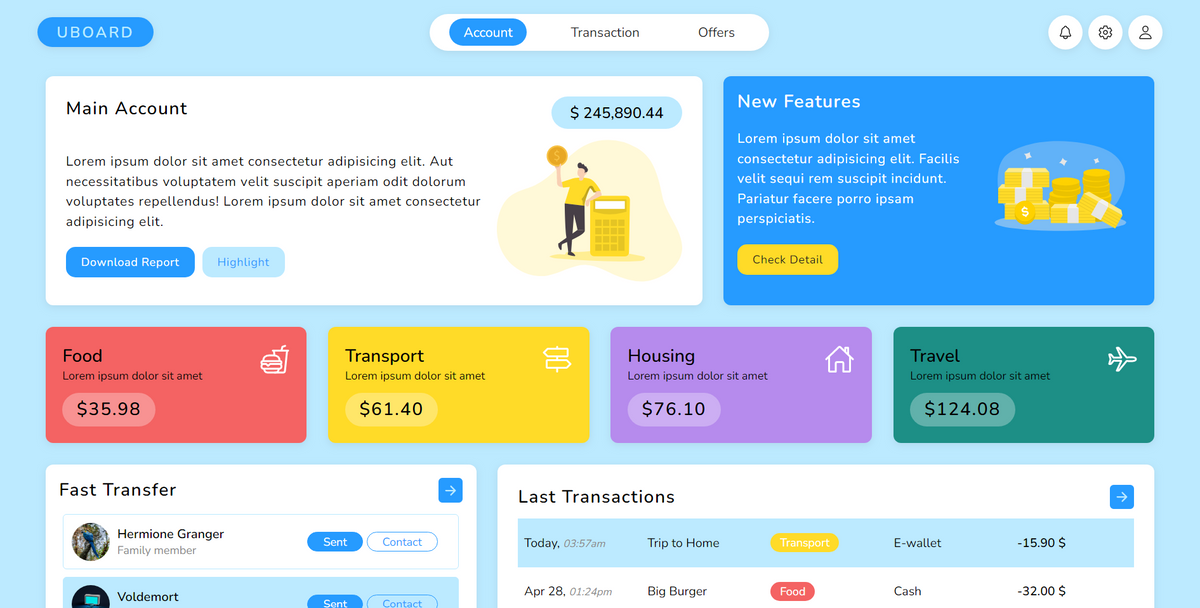 UBOARD
Account
Transaction
Offers
Main Account
$ 245,890.44
Lorem ipsum dolor sit amet consectetur adipisicing elit. Aut
necessitatibus voluptatem velit suscipit aperiam odit dolorum
voluptates repellendus! Lorem ipsum dolor sit amet consectetur
adipisicing elit.
Download Report
Highlight
$
New Features
Lorem ipsum dolor sit amet
consectetur adipisicing elit. Facilis
velit sequi rem suscipit incidunt.
Pariatur facere porro ipsam
perspiciatis.
Check Detail
$
Food
Lorem ipsum dolor sit amet
$35.98
Transport
Lorem ipsum dolor sit amet
$61.40
Housing
Lorem ipsum dolor sit amet
$76.10
Travel
Lorem ipsum dolor sit amet
$124.08
Fast Transfer
Hermione Granger
Family member
Sent
Contact
Voldemort
Sent
Contact
Last Transactions
Today, 03:57am Trip to Home Transport E-wallet -15.90 $
Apr 28, 01:24pm Big Burger Food Cash -32.00 $